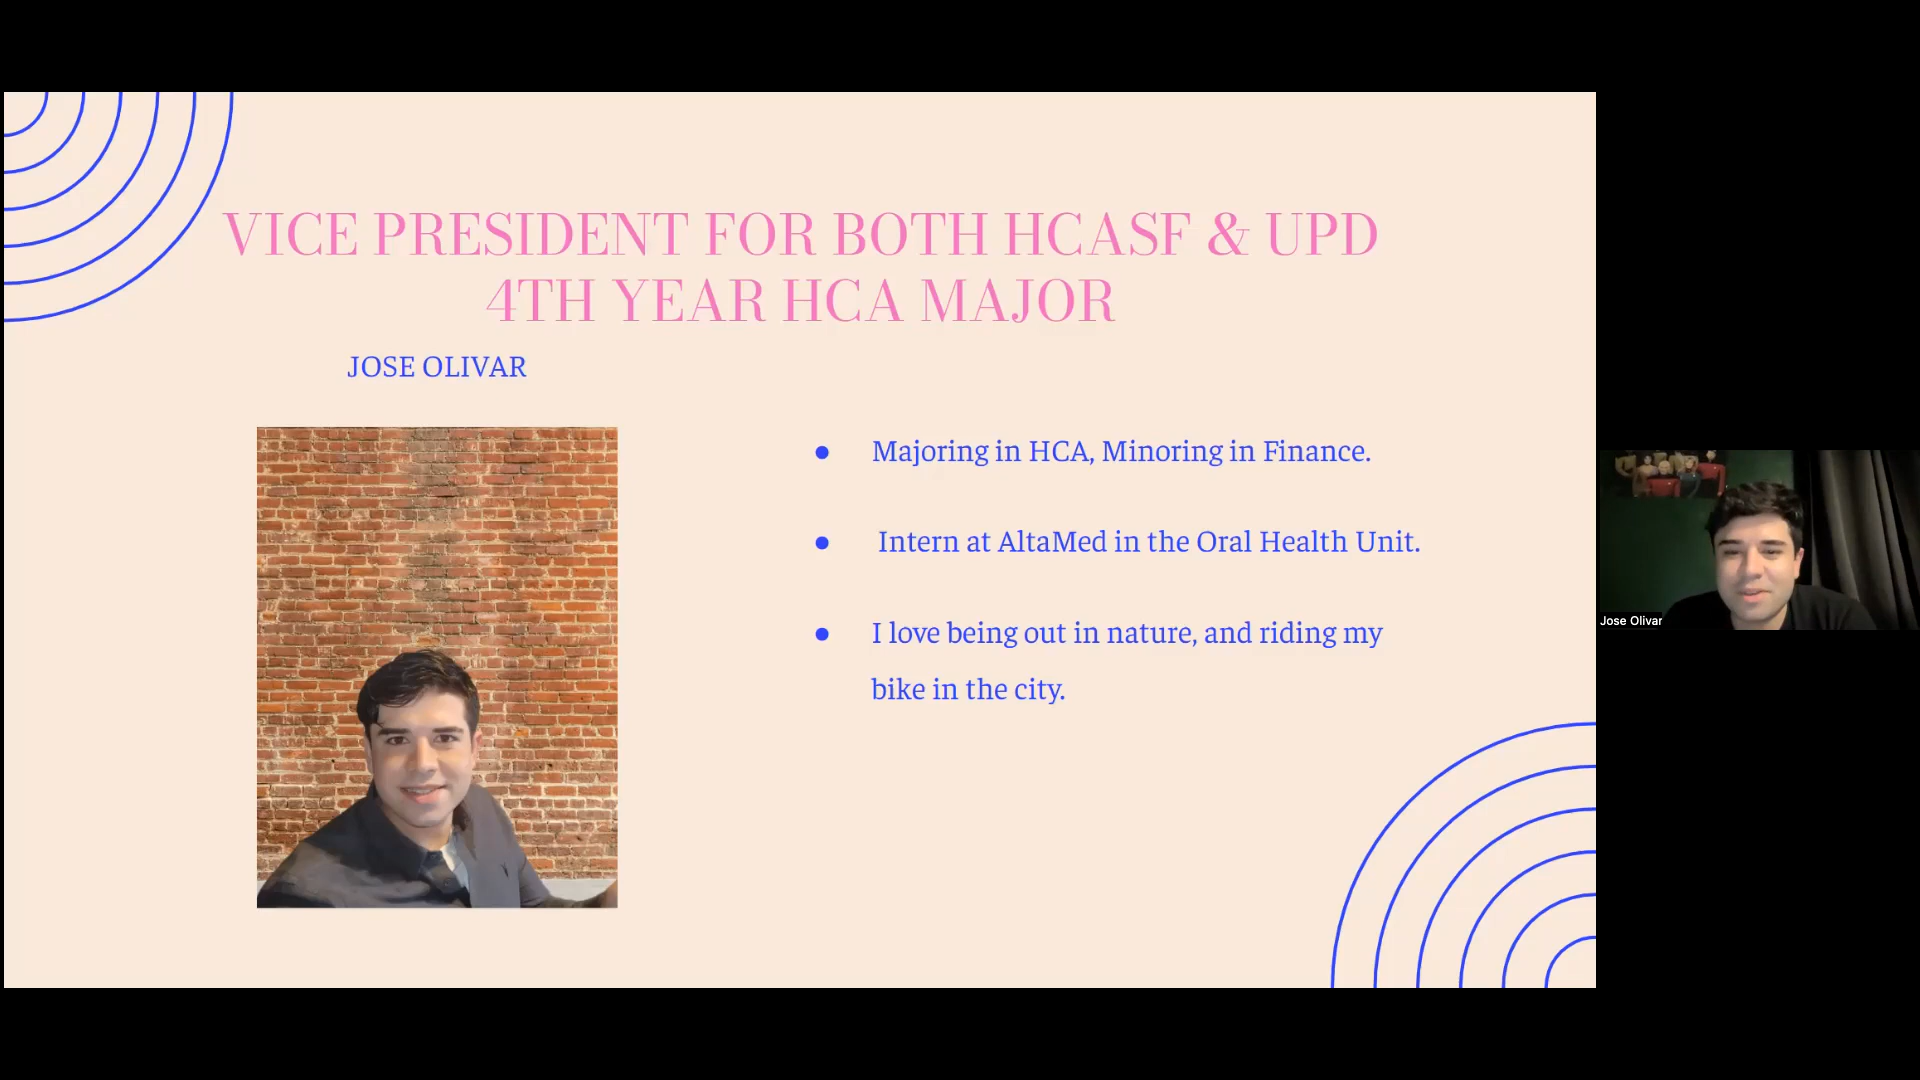 VICE PRESIDENT FOR BOTH HCASF & UPD
4TH YEAR HCA MAJOR
JOSE OLIVAR
● Majoring in HCA, Minoring in Finance.
● Intern at AltaMed in the Oral Health Unit.
● I love being out in nature, and riding my
bike in the city.
Jose Olivar